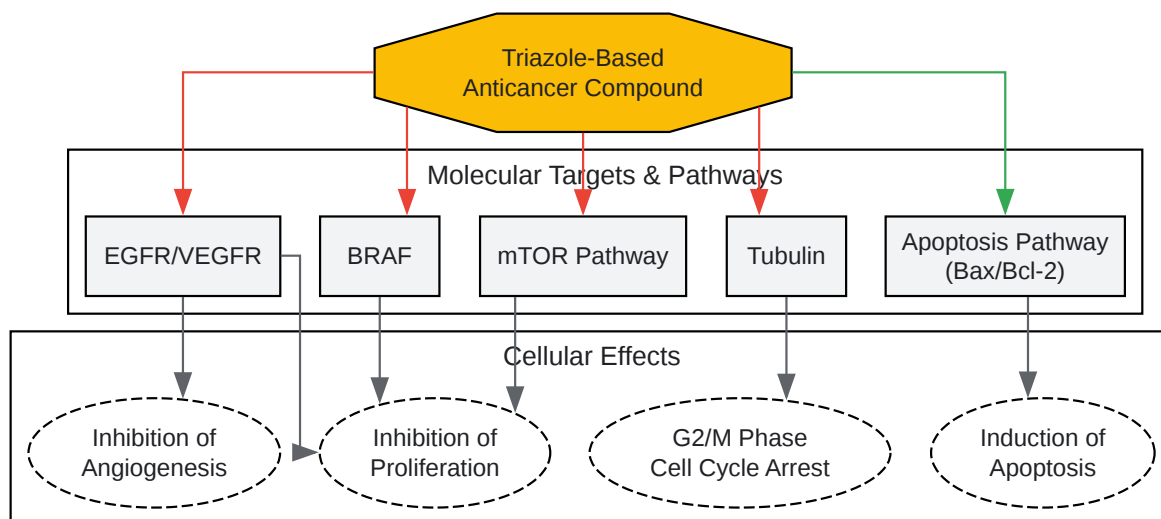 Triazole-Based
Anticancer Compound
Molecular Targets & Pathways
EGFR/VEGFR
BRAF
mTOR Pathway
Tubulin
Apoptosis Pathway
(Bax/Bcl-2)
Cellular Effects
Inhibition of
Angiogenesis
Inhibition of
Proliferation
G2/M Phase
Cell Cycle Arrest
Induction of
Apoptosis